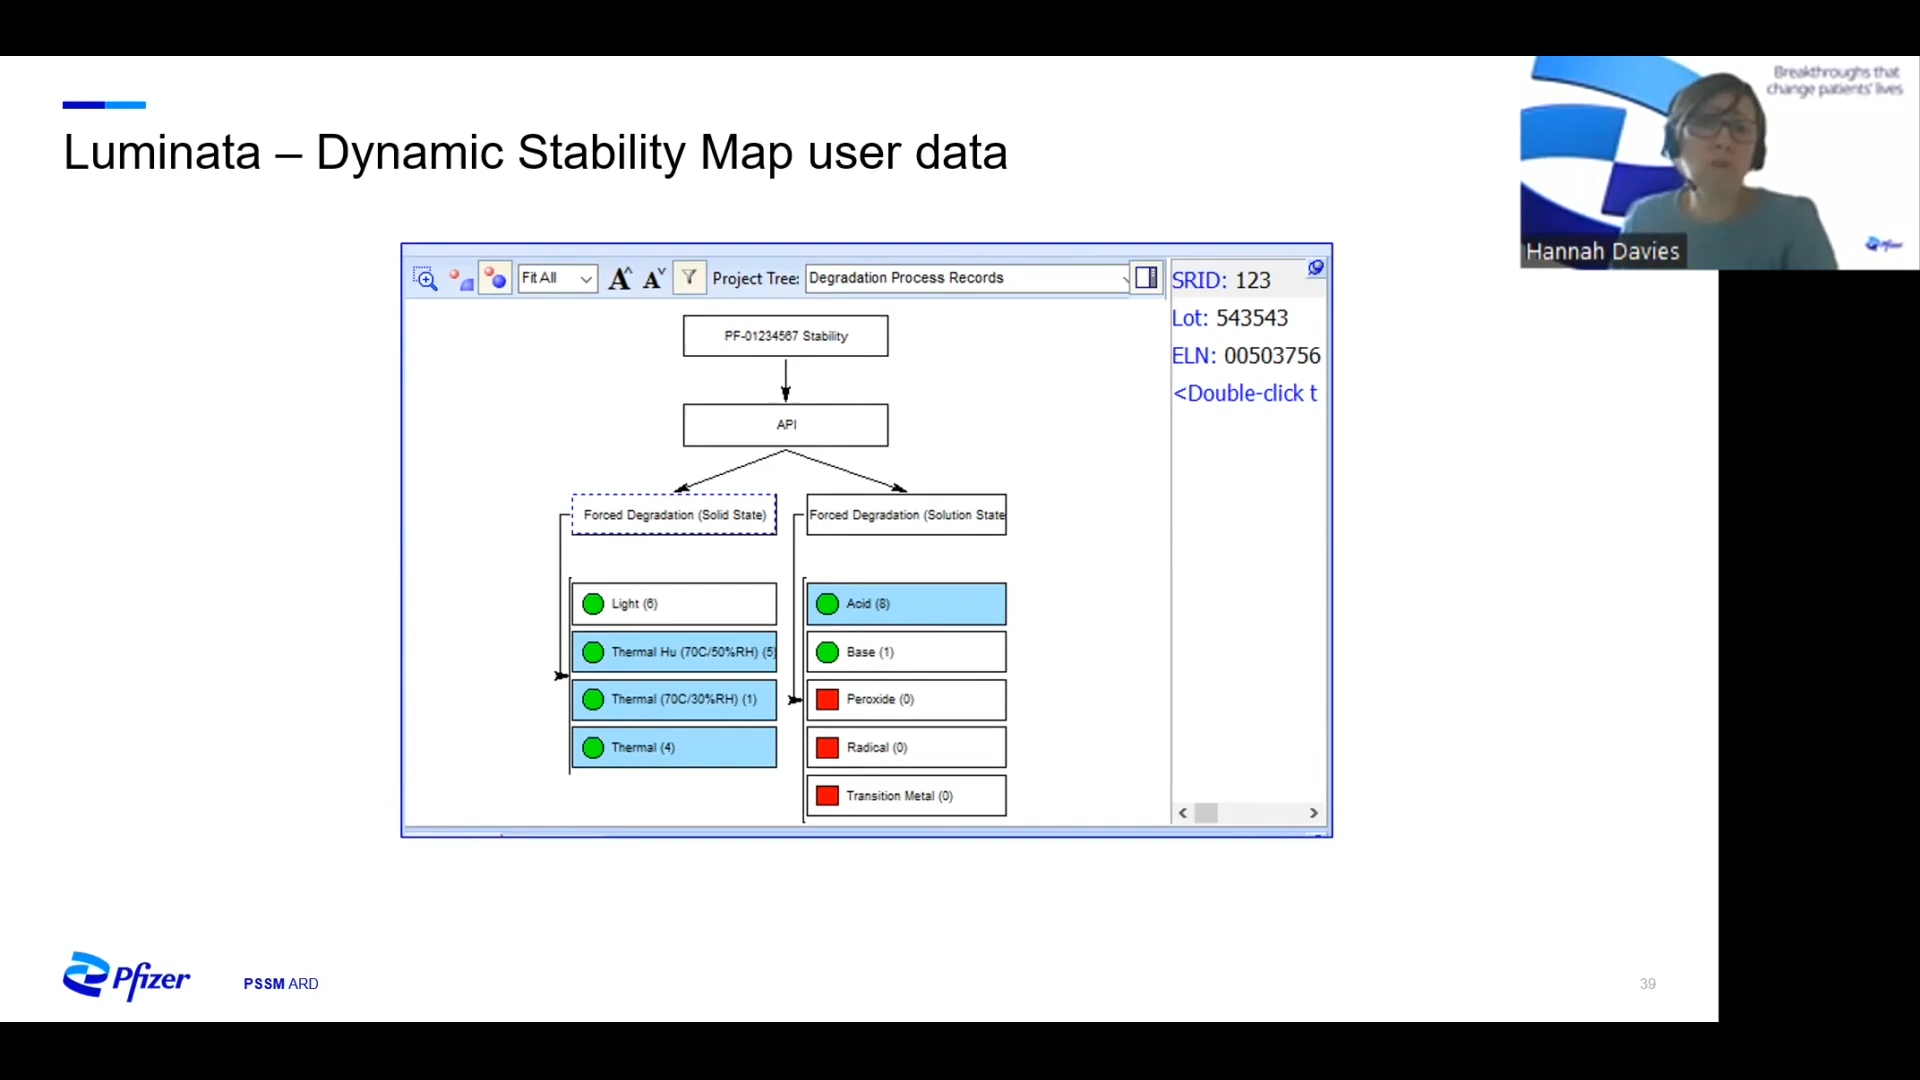 Luminata – Dynamic Stability Map user data
Breakthroughs that
change patients' lives
Hannah Davies
Fit All
Project Tree: Degradation Process Records
SRID: 123
Lot: 543543
ELN: 00503756
<Double-click t
PF-01234567 Stability
API
Forced Degradation (Solid State)
Forced Degradation (Solution State
Light (6)
Thermal Hu (70C/50%RH) (5)
Thermal (70C/30%RH) (1)
Thermal (4)
Acid (8)
Base (1)
Peroxide (0)
Radical (0)
Transition Metal (0)
Pfizer
PSSM ARD
39